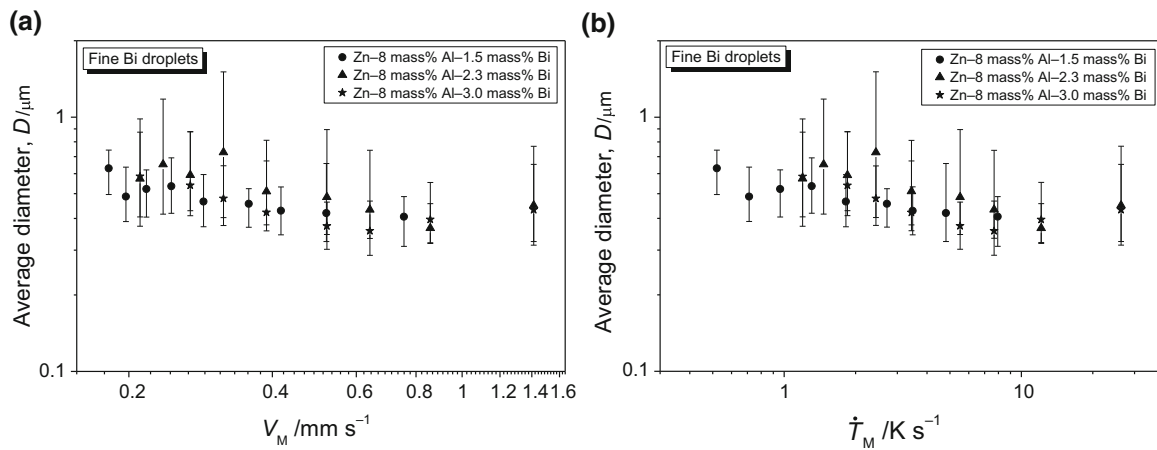 (a)
Fine Bi droplets
Zn–8 mass% Al–1.5 mass% Bi
Zn–8 mass% Al–2.3 mass% Bi
Zn–8 mass% Al–3.0 mass% Bi
Average diameter, D/μm
1
0.1
0.2 0.4 0.6 0.8 1 1.2 1.4 1.6
V_M /mm s⁻¹
(b)
Fine Bi droplets
Zn–8 mass% Al–1.5 mass% Bi
Zn–8 mass% Al–2.3 mass% Bi
Zn–8 mass% Al–3.0 mass% Bi
Average diameter, D/μm
1
0.1
1 10
Ṫ_M /K s⁻¹